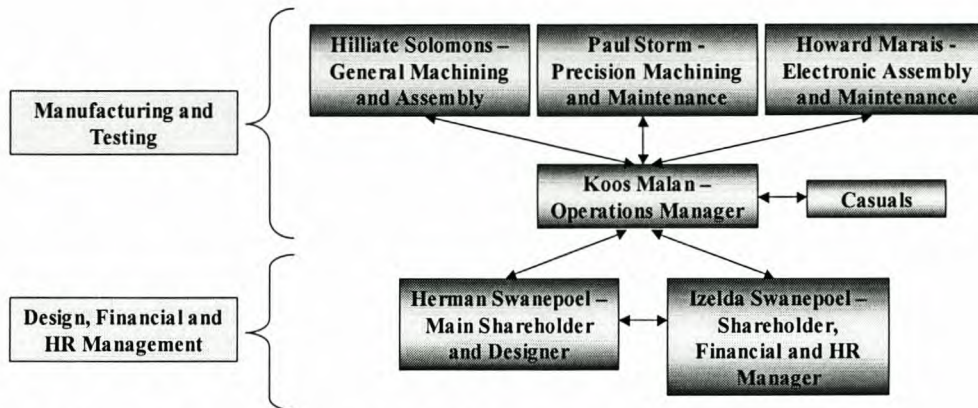 Hilliate Solomons –
General Machining
and Assembly
Paul Storm -
Precision Machining
and Maintenance
Howard Marais -
Electronic Assembly
and Maintenance
Manufacturing and
Testing
Koos Malan –
Operations Manager
Casuals
Design, Financial and
HR Management
Herman Swanepoel –
Main Shareholder
and Designer
Izelda Swanepoel –
Shareholder,
Financial and HR
Manager